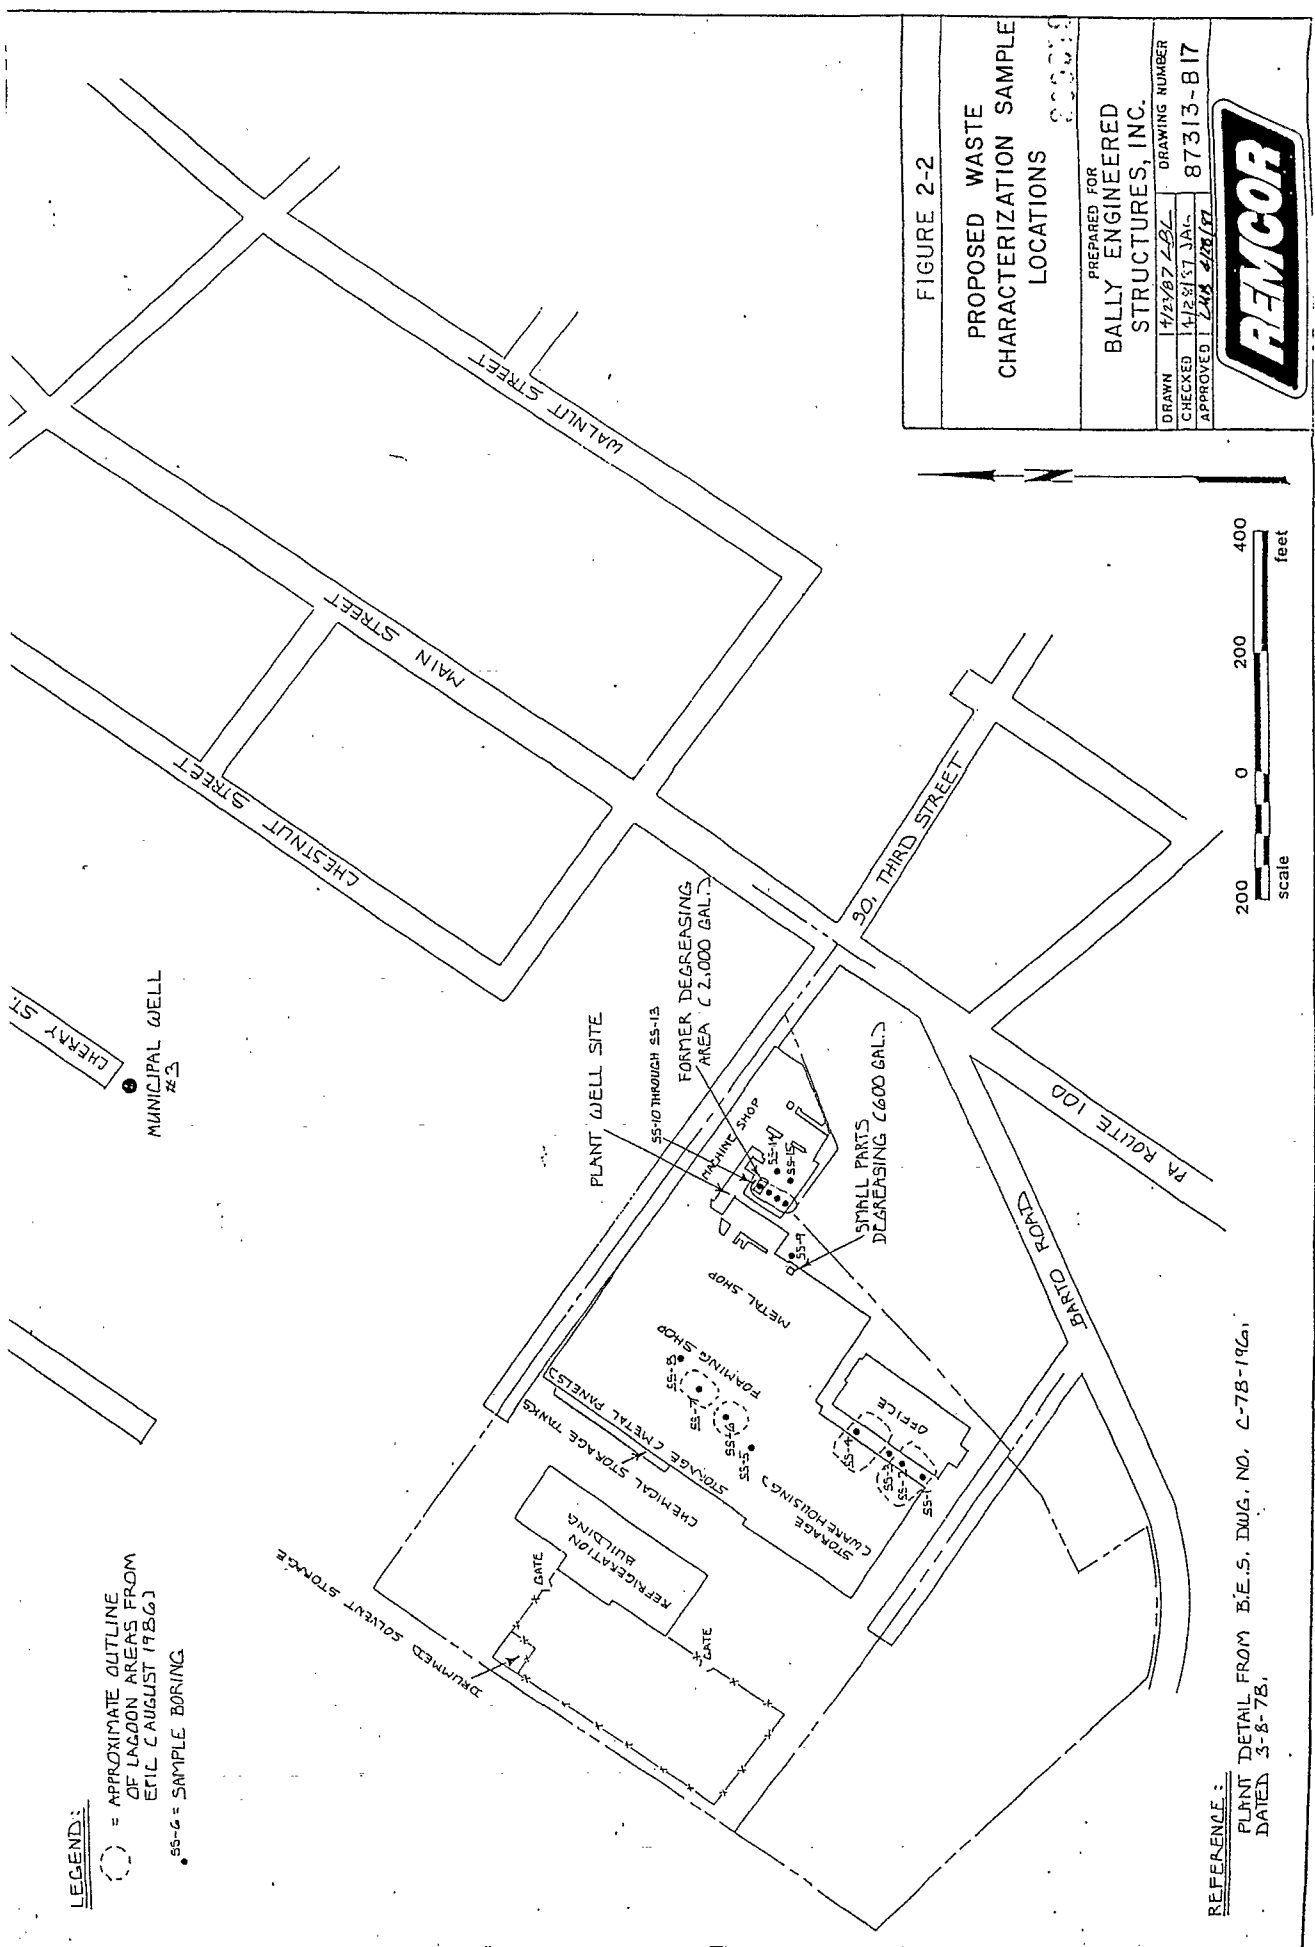 LEGEND:
= APPROXIMATE OUTLINE
OF LAGOON AREAS FROM
EPIC (AUGUST 1986)
SS-6 = SAMPLE BORING
CHERRY ST.
MUNICIPAL WELL
#3
CHESTNUT STREET
MAIN STREET
WALNUT STREET
SO. THIRD STREET
PA ROUTE 100
BARTO ROAD
PLANT WELL SITE
SS-10 THROUGH SS-13
FORMER DEGREASING
AREA (2,000 GAL.)
MACHINE SHOP
SS-14
SS-15
SMALL PARTS
DEGREASING (600 GAL.)
SS-9
METAL SHOP
FOAMING SHOP
SS-8
SS-7
SS-6
SS-5
STORAGE (METAL PANELS)
CHEMICAL STORAGE TANKS
STORAGE
(WAREHOUSING)
OFFICE
SS-4
SS-3
SS-2
SS-1
REFRIGERATION
BUILDING
GATE
GATE
DRUMMED SOLVENT STORAGE
REFERENCE:
PLANT DETAIL FROM B.E.S. DWG. NO. C-78-196,
DATED 3-8-78.
200 0 200 400
scale feet
N
FIGURE 2-2
PROPOSED WASTE
CHARACTERIZATION SAMPLE
LOCATIONS
PREPARED FOR
BALLY ENGINEERED
STRUCTURES, INC.
DRAWN
CHECKED
APPROVED
DRAWING NUMBER
87313-B17
REMCOR